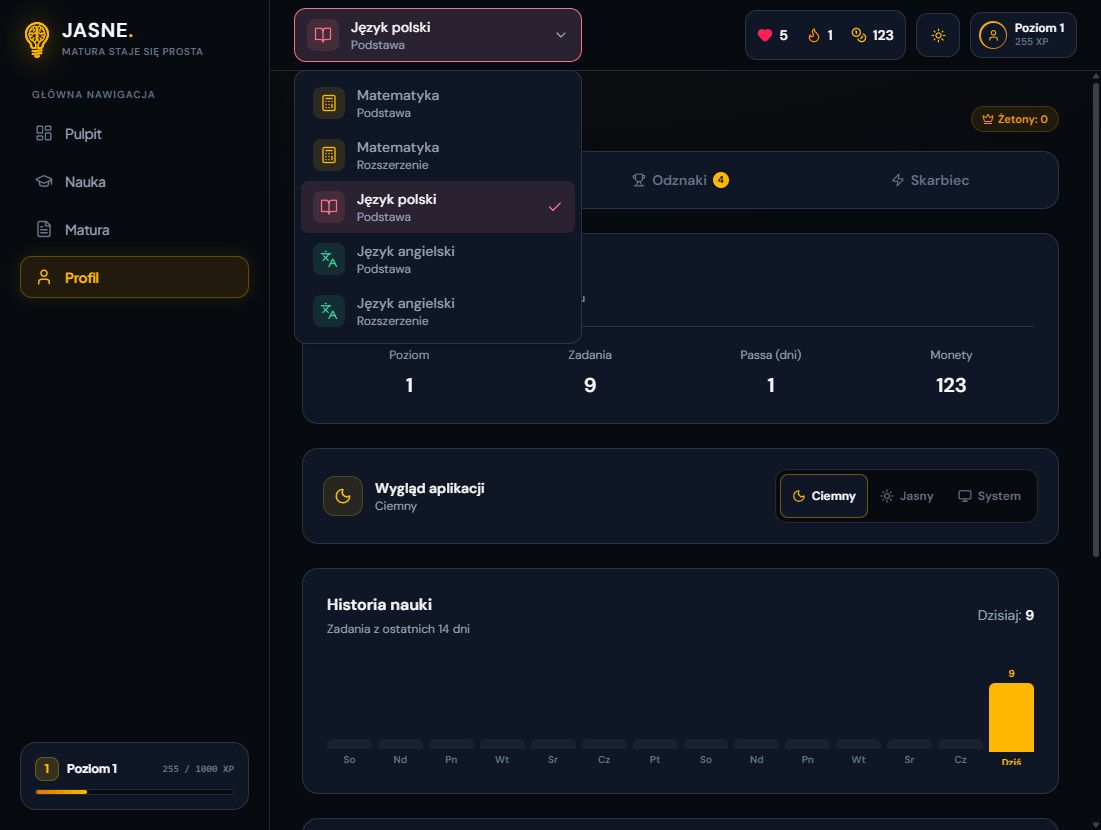 JASNE.
MATURA STAJE SIĘ PROSTA
GŁÓWNA NAWIGACJA
Pulpit
Nauka
Matura
Profil
1
Poziom 1
255 / 1000 XP
Język polski
Podstawa
5
1
123
Poziom 1
255 XP
Matematyka
Podstawa
Matematyka
Rozszerzenie
Język polski
Podstawa
Język angielski
Podstawa
Język angielski
Rozszerzenie
Żetony: 0
Odznaki 4
Skarbiec
u
Poziom
1
Zadania
9
Passa (dni)
1
Monety
123
Wygląd aplikacji
Ciemny
Ciemny
Jasny
System
Historia nauki
Zadania z ostatnich 14 dni
Dzisiaj: 9
9
So Nd Pn Wt Śr Cz Pt So Nd Pn Wt Śr Cz Dziś